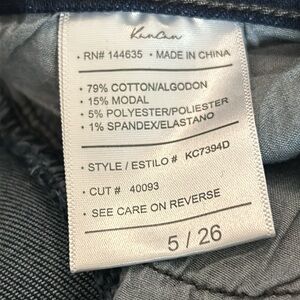 KanCan
• RN# 144635 • MADE IN CHINA
• 79% COTTON/ALGODON
• 15% MODAL
• 5% POLYESTER/POLIESTER
• 1% SPANDEX/ELASTANO
• STYLE / ESTILO # KC7394D
• CUT # 40093
• SEE CARE ON REVERSE
5 / 26